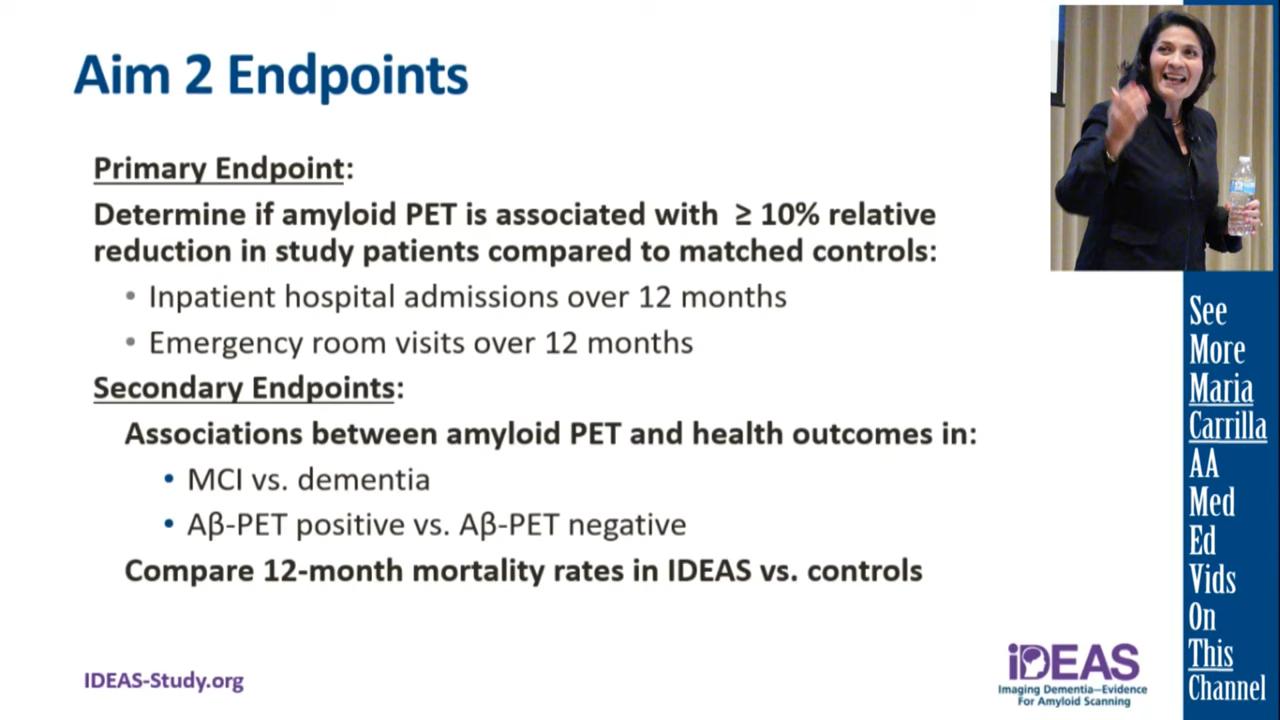 Aim 2 Endpoints
Primary Endpoint:
Determine if amyloid PET is associated with ≥ 10% relative
reduction in study patients compared to matched controls:
• Inpatient hospital admissions over 12 months
• Emergency room visits over 12 months
Secondary Endpoints:
Associations between amyloid PET and health outcomes in:
• MCI vs. dementia
• Aβ-PET positive vs. Aβ-PET negative
Compare 12-month mortality rates in IDEAS vs. controls
IDEAS-Study.org
iDEAS
Imaging Dementia—Evidence
For Amyloid Scanning
See
More
Maria
Carrilla
AA
Med
Ed
Vids
On
This
Channel